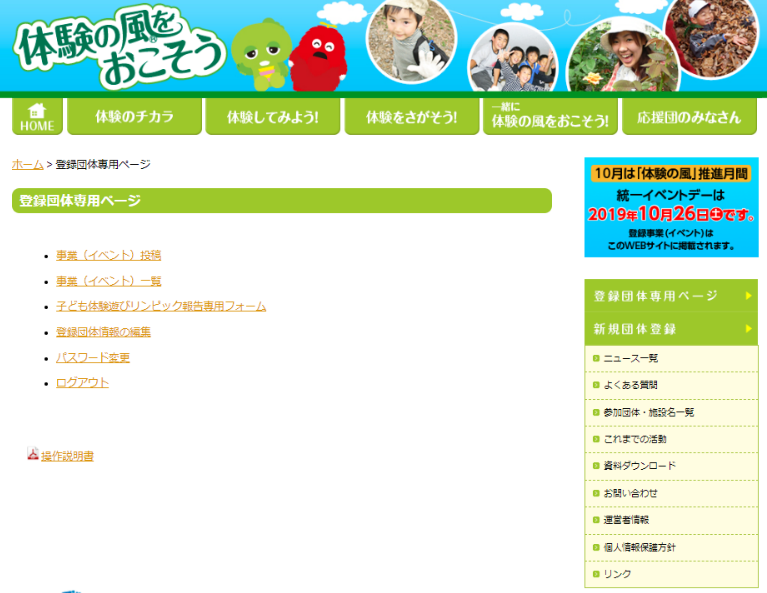 体験の風を
おこそう
HOME
体験のチカラ
体験してみよう!
体験をさがそう!
一緒に
体験の風をおこそう!
応援団のみなさん
ホーム > 登録団体専用ページ
登録団体専用ページ
事業（イベント）投稿
事業（イベント）一覧
子ども体験遊びリンピック報告専用フォーム
登録団体情報の編集
パスワード変更
ログアウト
操作説明書
10月は「体験の風」推進月間
統一イベントデーは
2019年10月26日土です。
登録事業(イベント)は
このWEBサイトに掲載されます。
登録団体専用ページ
新規団体登録
ニュース一覧
よくある質問
参加団体・施設名一覧
これまでの活動
資料ダウンロード
お問い合わせ
運営者情報
個人情報保護方針
リンク